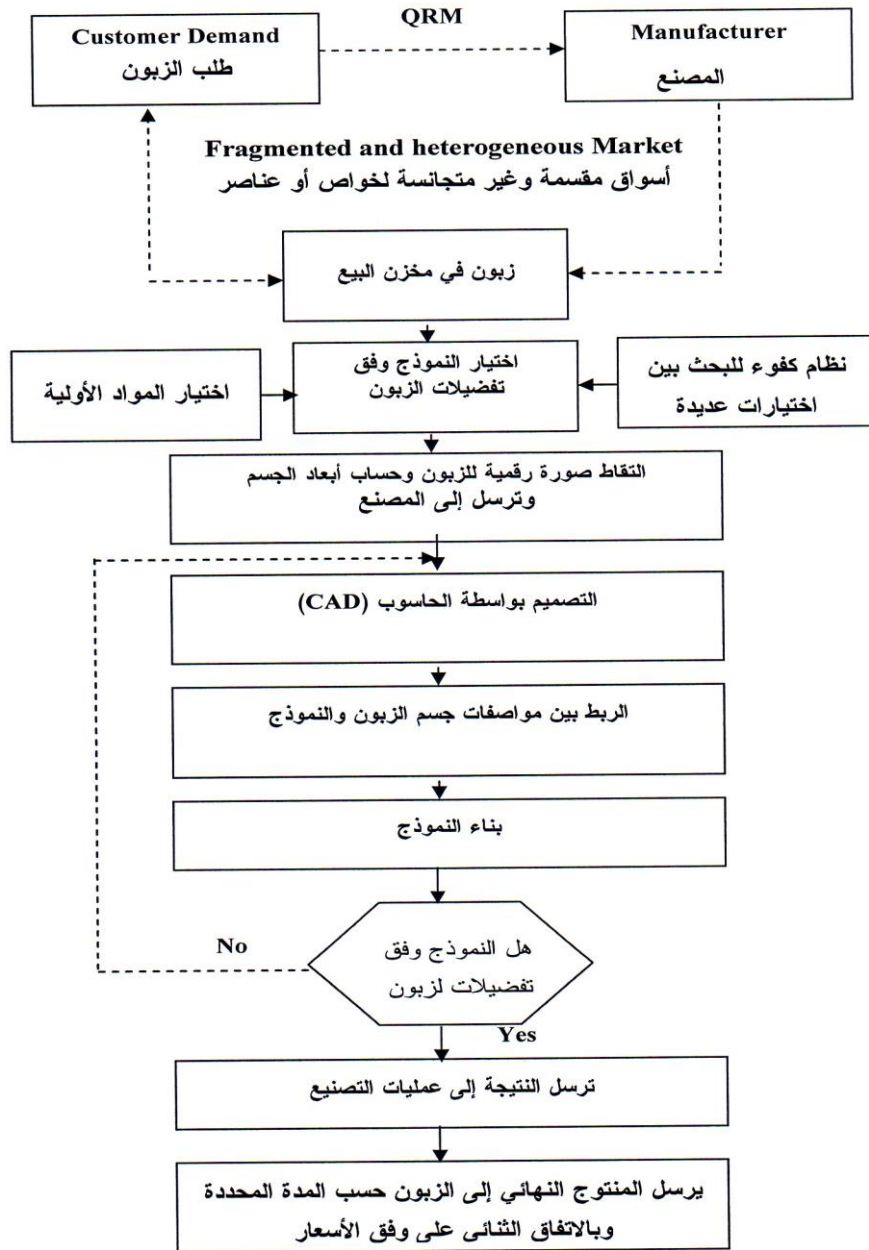 Customer Demand
طلب الزبون
QRM
Manufacturer
المصنع
Fragmented and heterogeneous Market
أسواق مقسمة وغير متجانسة لخواص أو عناصر
زبون في مخزن البيع
اختيار المواد الأولية
اختيار النموذج وفق
تفضيلات الزبون
نظام كفوء للبحث بين
اختيارات عديدة
التقاط صورة رقمية للزبون وحساب أبعاد الجسم
وترسل إلى المصنع
التصميم بواسطة الحاسوب (CAD)
الربط بين مواصفات جسم الزبون والنموذج
بناء النموذج
No
هل النموذج وفق
تفضيلات لزبون
Yes
ترسل النتيجة إلى عمليات التصنيع
يرسل المنتوج النهائي إلى الزبون حسب المدة المحددة
وبالاتفاق الثنائي على وفق الأسعار